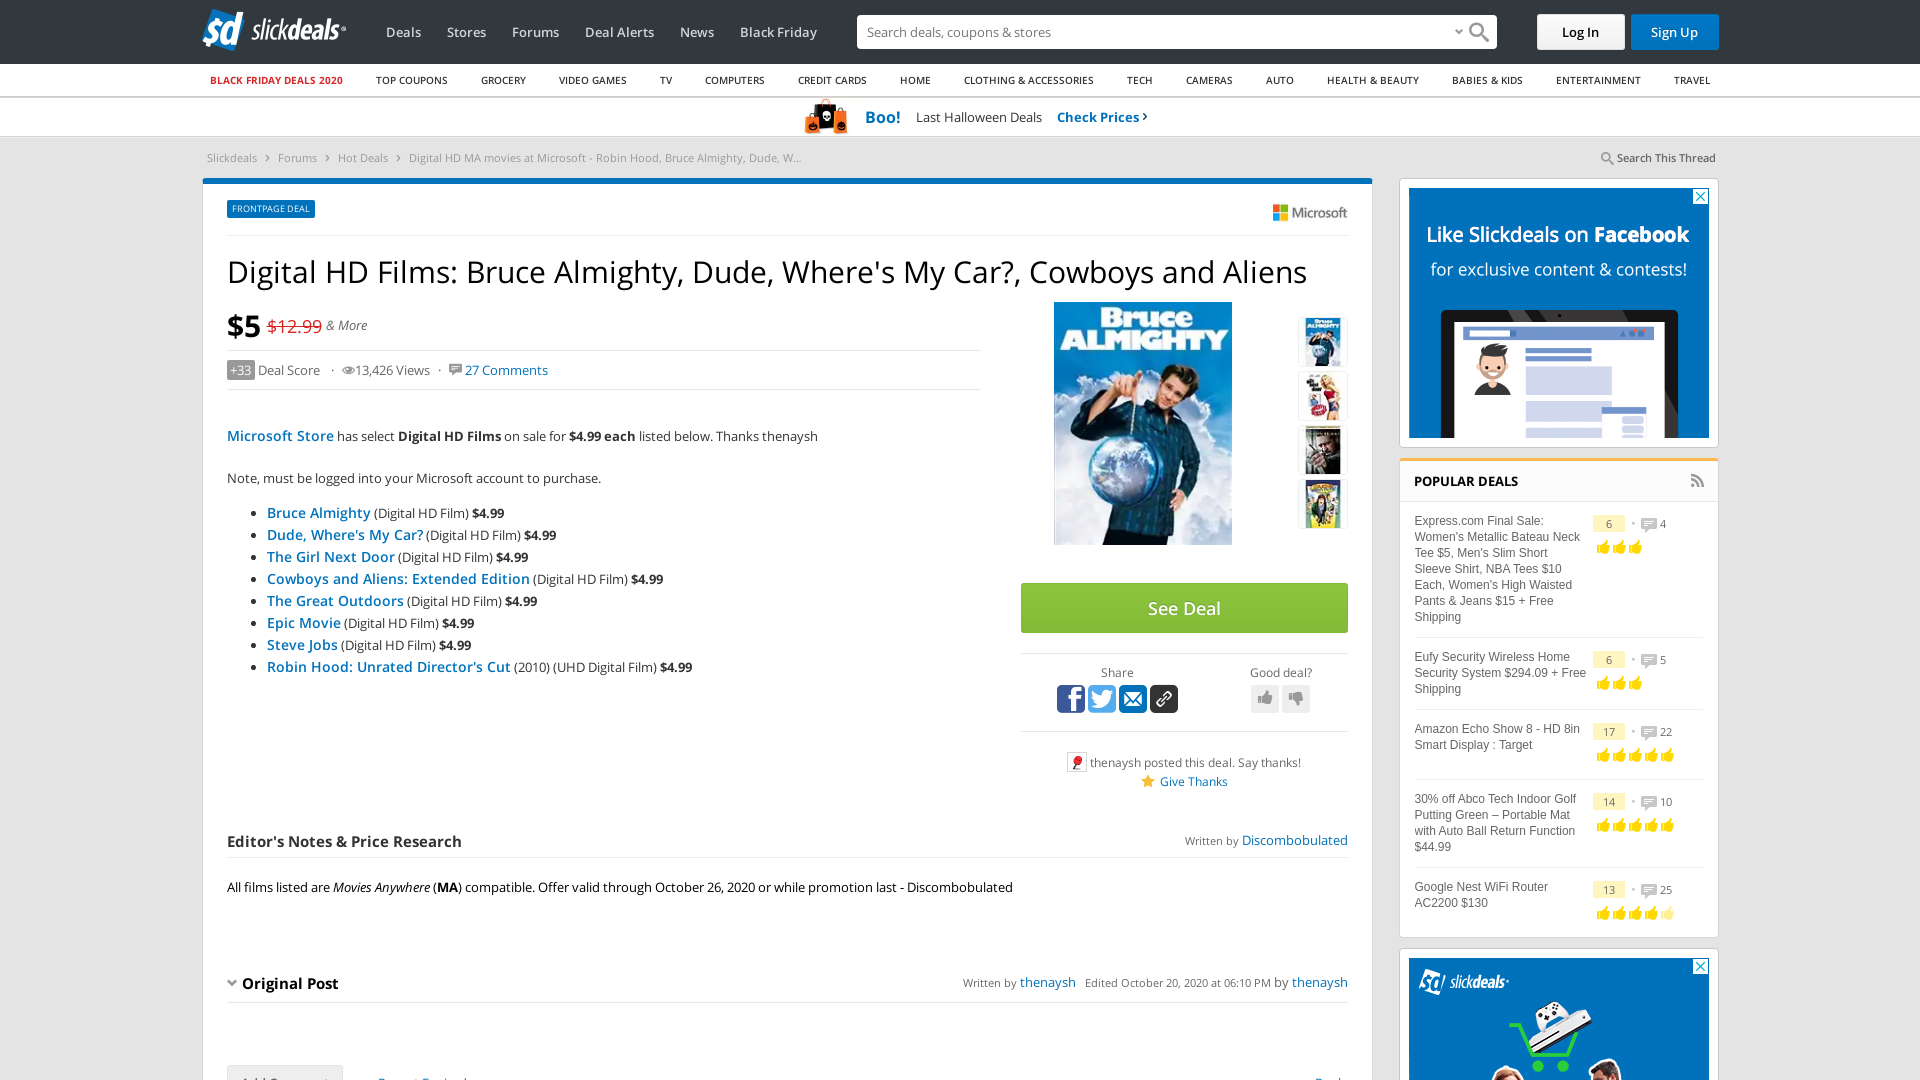 slickdeals
Deals
Stores
Forums
Deal Alerts
News
Black Friday
Search deals, coupons & stores
Log In
Sign Up
BLACK FRIDAY DEALS 2020
TOP COUPONS
GROCERY
VIDEO GAMES
TV
COMPUTERS
CREDIT CARDS
HOME
CLOTHING & ACCESSORIES
TECH
CAMERAS
AUTO
HEALTH & BEAUTY
BABIES & KIDS
ENTERTAINMENT
TRAVEL
Boo! Last Halloween Deals Check Prices
Slickdeals > Forums > Hot Deals > Digital HD MA movies at Microsoft - Robin Hood, Bruce Almighty, Dude, W...
Search This Thread
FRONTPAGE DEAL
Microsoft
Digital HD Films: Bruce Almighty, Dude, Where's My Car?, Cowboys and Aliens
$5 $12.99 & More
+33 Deal Score · 13,426 Views · 27 Comments
Microsoft Store has select Digital HD Films on sale for $4.99 each listed below. Thanks thenaysh
Note, must be logged into your Microsoft account to purchase.
Bruce Almighty (Digital HD Film) $4.99
Dude, Where's My Car? (Digital HD Film) $4.99
The Girl Next Door (Digital HD Film) $4.99
Cowboys and Aliens: Extended Edition (Digital HD Film) $4.99
The Great Outdoors (Digital HD Film) $4.99
Epic Movie (Digital HD Film) $4.99
Steve Jobs (Digital HD Film) $4.99
Robin Hood: Unrated Director's Cut (2010) (UHD Digital Film) $4.99
Bruce
ALMIGHTY
See Deal
Share
Good deal?
thenaysh posted this deal. Say thanks!
Give Thanks
Editor's Notes & Price Research
Written by Discombobulated
All films listed are Movies Anywhere (MA) compatible. Offer valid through October 26, 2020 or while promotion last - Discombobulated
Original Post
Written by thenaysh Edited October 20, 2020 at 06:10 PM by thenaysh
Like Slickdeals on Facebook
for exclusive content & contests!
POPULAR DEALS
Express.com Final Sale:
Women's Metallic Bateau Neck
Tee $5, Men's Slim Short
Sleeve Shirt, NBA Tees $10
Each, Women's High Waisted
Pants & Jeans $15 + Free
Shipping
6 • 4
Eufy Security Wireless Home
Security System $294.09 + Free
Shipping
6 • 5
Amazon Echo Show 8 - HD 8in
Smart Display : Target
17 • 22
30% off Abco Tech Indoor Golf
Putting Green – Portable Mat
with Auto Ball Return Function
$44.99
14 • 10
Google Nest WiFi Router
AC2200 $130
13 • 25
slickdeals